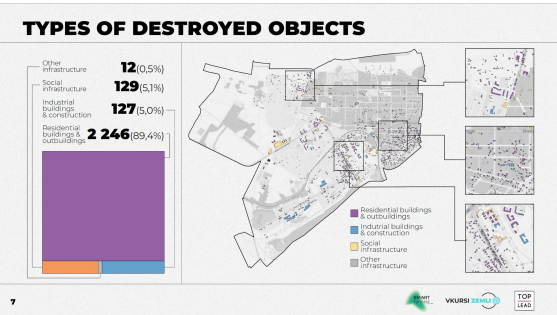 TYPES OF DESTROYED OBJECTS
Other
infrastructure
12 (0,5%)
Social
infrastructure
129 (5,1%)
Industrial
buildings
& construction
127 (5,0%)
Residential
buildings &
outbuildings
2 246 (89,4%)
Residential buildings
& outbuildings
Indutrial buildings
& construction
Social
infrastructure
Other
infrastructure
7
VKURSI ZEMLI
TOP
LEAD